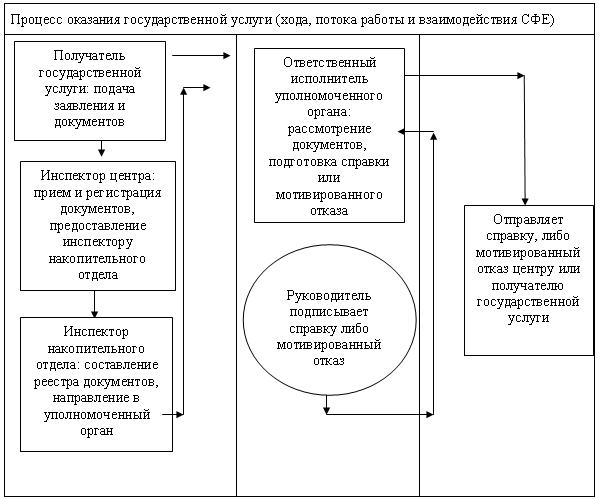 Процесс оказания государственной услуги (хода, потока работы и взаимодействия СФЕ)
Получатель
государственной
услуги: подача
заявления и
документов
Инспектор центра:
прием и регистрация
документов,
предоставление
инспектору
накопительного
отдела
Инспектор
накопительного
отдела: составление
реестра документов,
направление в
уполномоченный
орган
Ответственный
исполнитель
уполномоченного
органа:
рассмотрение
документов,
подготовка справки
или
мотивированного
отказа
Руководитель
подписывает
справку либо
мотивированный
отказ
Отправляет
справку, либо
мотивированный
отказ центру или
получателю
государственной
услуги